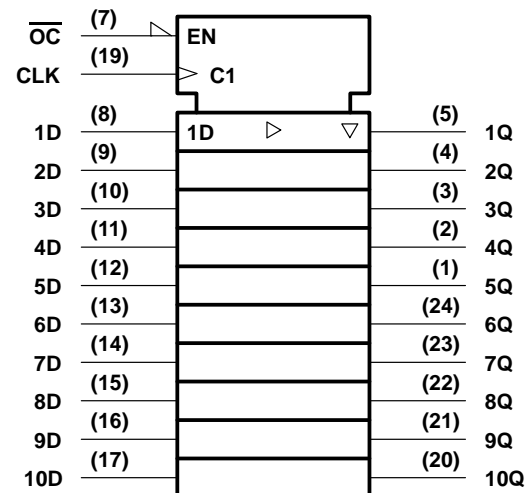 O̅C̅ (7) EN
CLK (19) C1
1D (8) 1D (5) 1Q
2D (9) (4) 2Q
3D (10) (3) 3Q
4D (11) (2) 4Q
5D (12) (1) 5Q
6D (13) (24) 6Q
7D (14) (23) 7Q
8D (15) (22) 8Q
9D (16) (21) 9Q
10D (17) (20) 10Q